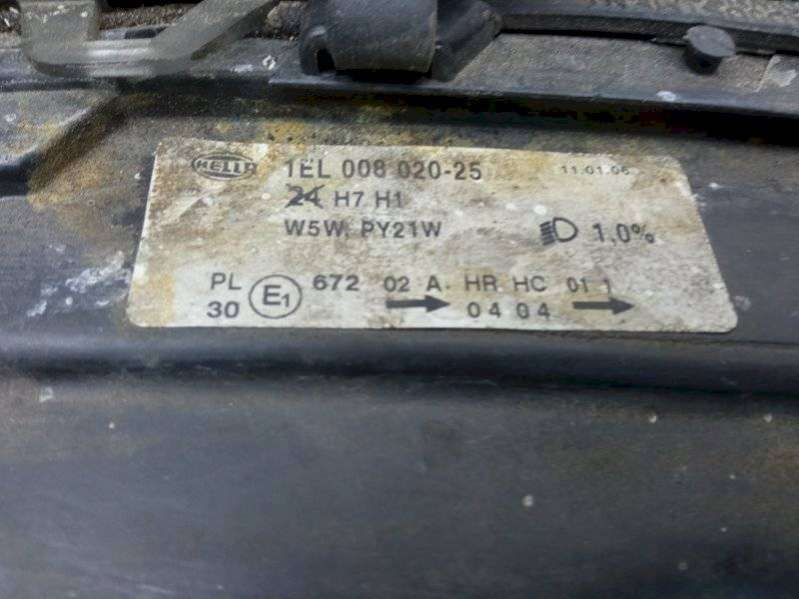 HELLA 1EL 008 020-25 11.01.06
24 H7 H1
W5W, PY21W 1,0%
PL E1 672 02 A HR HC 01 1
30 04 04